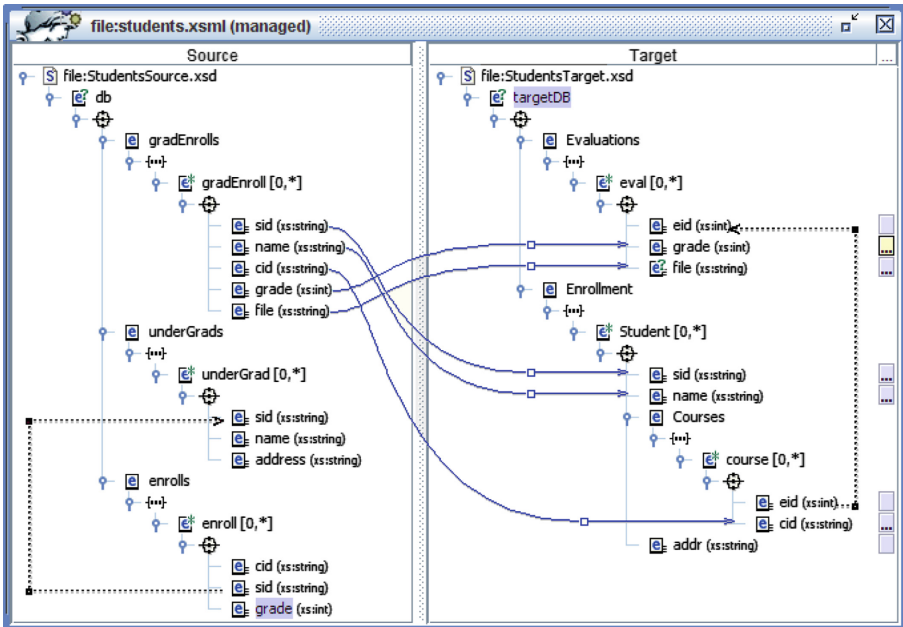 file:students.xsml (managed)
Source
file:StudentsSource.xsd
db
gradEnrolls
gradEnroll [0,*]
sid (xs:string)
name (xs:string)
cid (xs:string)
grade (xs:int)
file (xs:string)
underGrads
underGrad [0,*]
sid (xs:string)
name (xs:string)
address (xs:string)
enrolls
enroll [0,*]
cid (xs:string)
sid (xs:string)
grade (xs:int)
Target
...
file:StudentsTarget.xsd
targetDB
Evaluations
eval [0,*]
eid (xs:int)
grade (xs:int)
...
file (xs:string)
...
Enrollment
Student [0,*]
sid (xs:string)
...
name (xs:string)
...
Courses
course [0,*]
eid (xs:int)
cid (xs:string)
...
addr (xs:string)